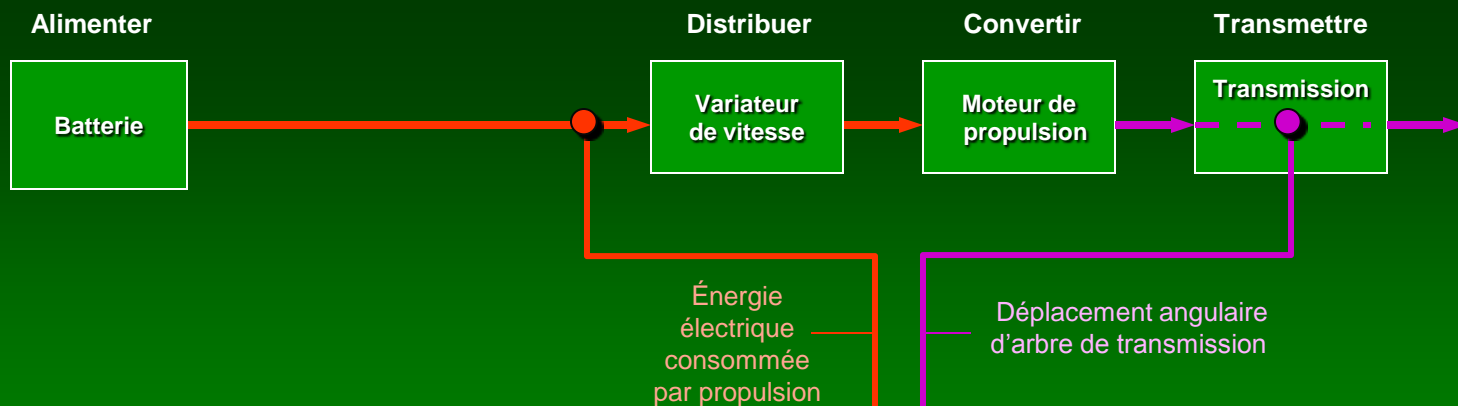 Alimenter
Distribuer
Convertir
Transmettre
Batterie
Variateur
de vitesse
Moteur de
propulsion
Transmission
Énergie
électrique
consommée
par propulsion
Déplacement angulaire
d’arbre de transmission